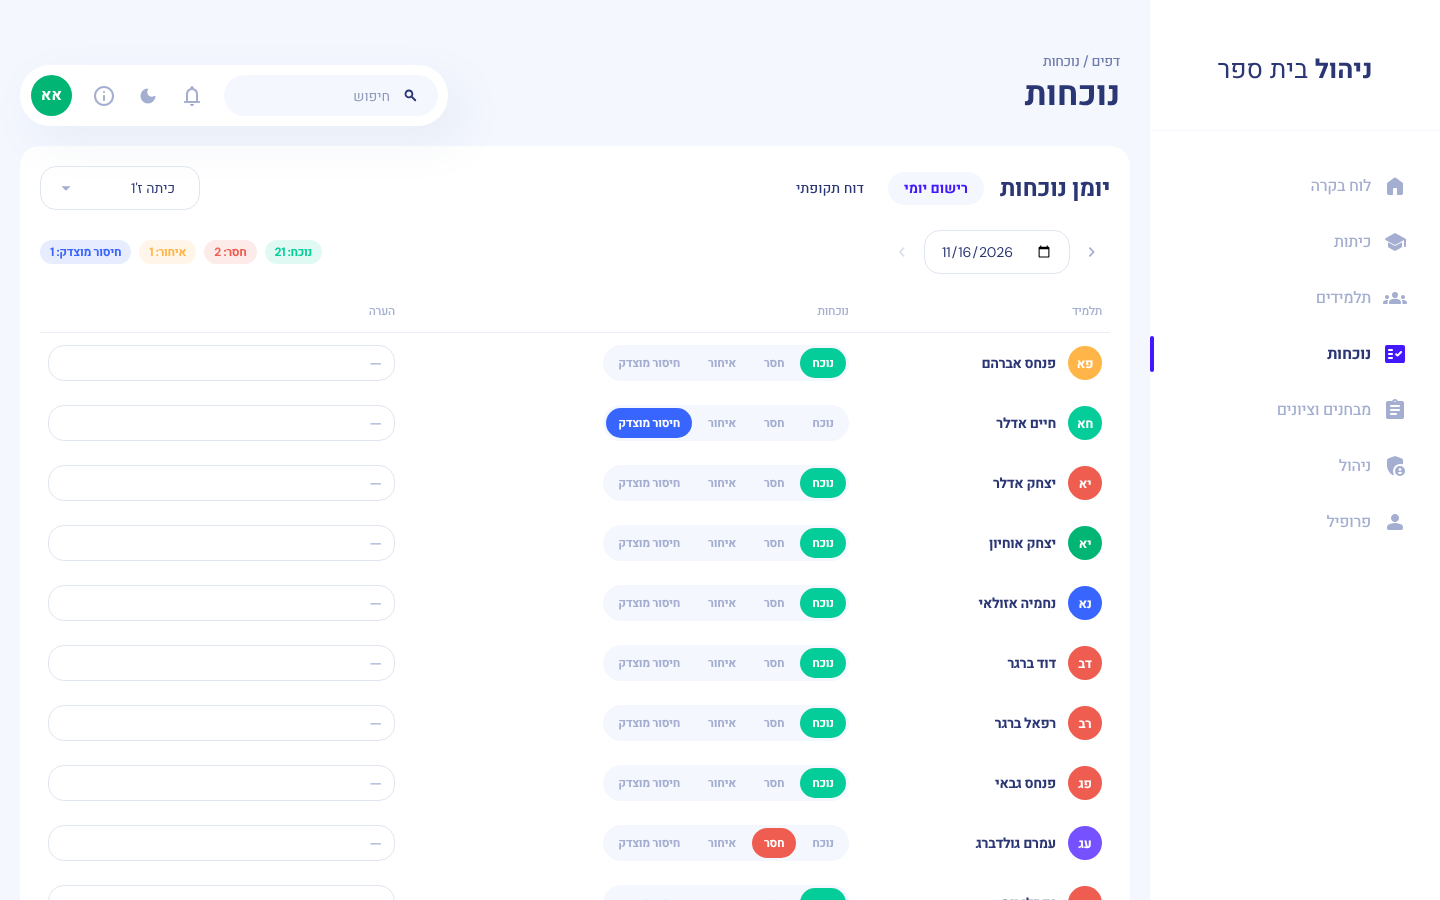 ניהול בית ספר
לוח בקרה
כיתות
תלמידים
נוכחות
מבחנים וציונים
ניהול
פרופיל
דפים / נוכחות
נוכחות
חיפוש
אא
יומן נוכחות
רישום יומי
דוח תקופתי
כיתה ז'1
11/16/2026
נוכח: 21
חסר: 2
איחור: 1
חיסור מוצדק: 1
תלמיד נוכחות הערה
פא פנחס אברהם נוכח חסר איחור חיסור מוצדק —
חא חיים אדלר נוכח חסר איחור חיסור מוצדק —
יא יצחק אדלר נוכח חסר איחור חיסור מוצדק —
יא יצחק אוחיון נוכח חסר איחור חיסור מוצדק —
נא נחמיה אזולאי נוכח חסר איחור חיסור מוצדק —
דב דוד ברגר נוכח חסר איחור חיסור מוצדק —
רב רפאל ברגר נוכח חסר איחור חיסור מוצדק —
פג פנחס גבאי נוכח חסר איחור חיסור מוצדק —
עג עמרם גולדברג נוכח חסר איחור חיסור מוצדק —